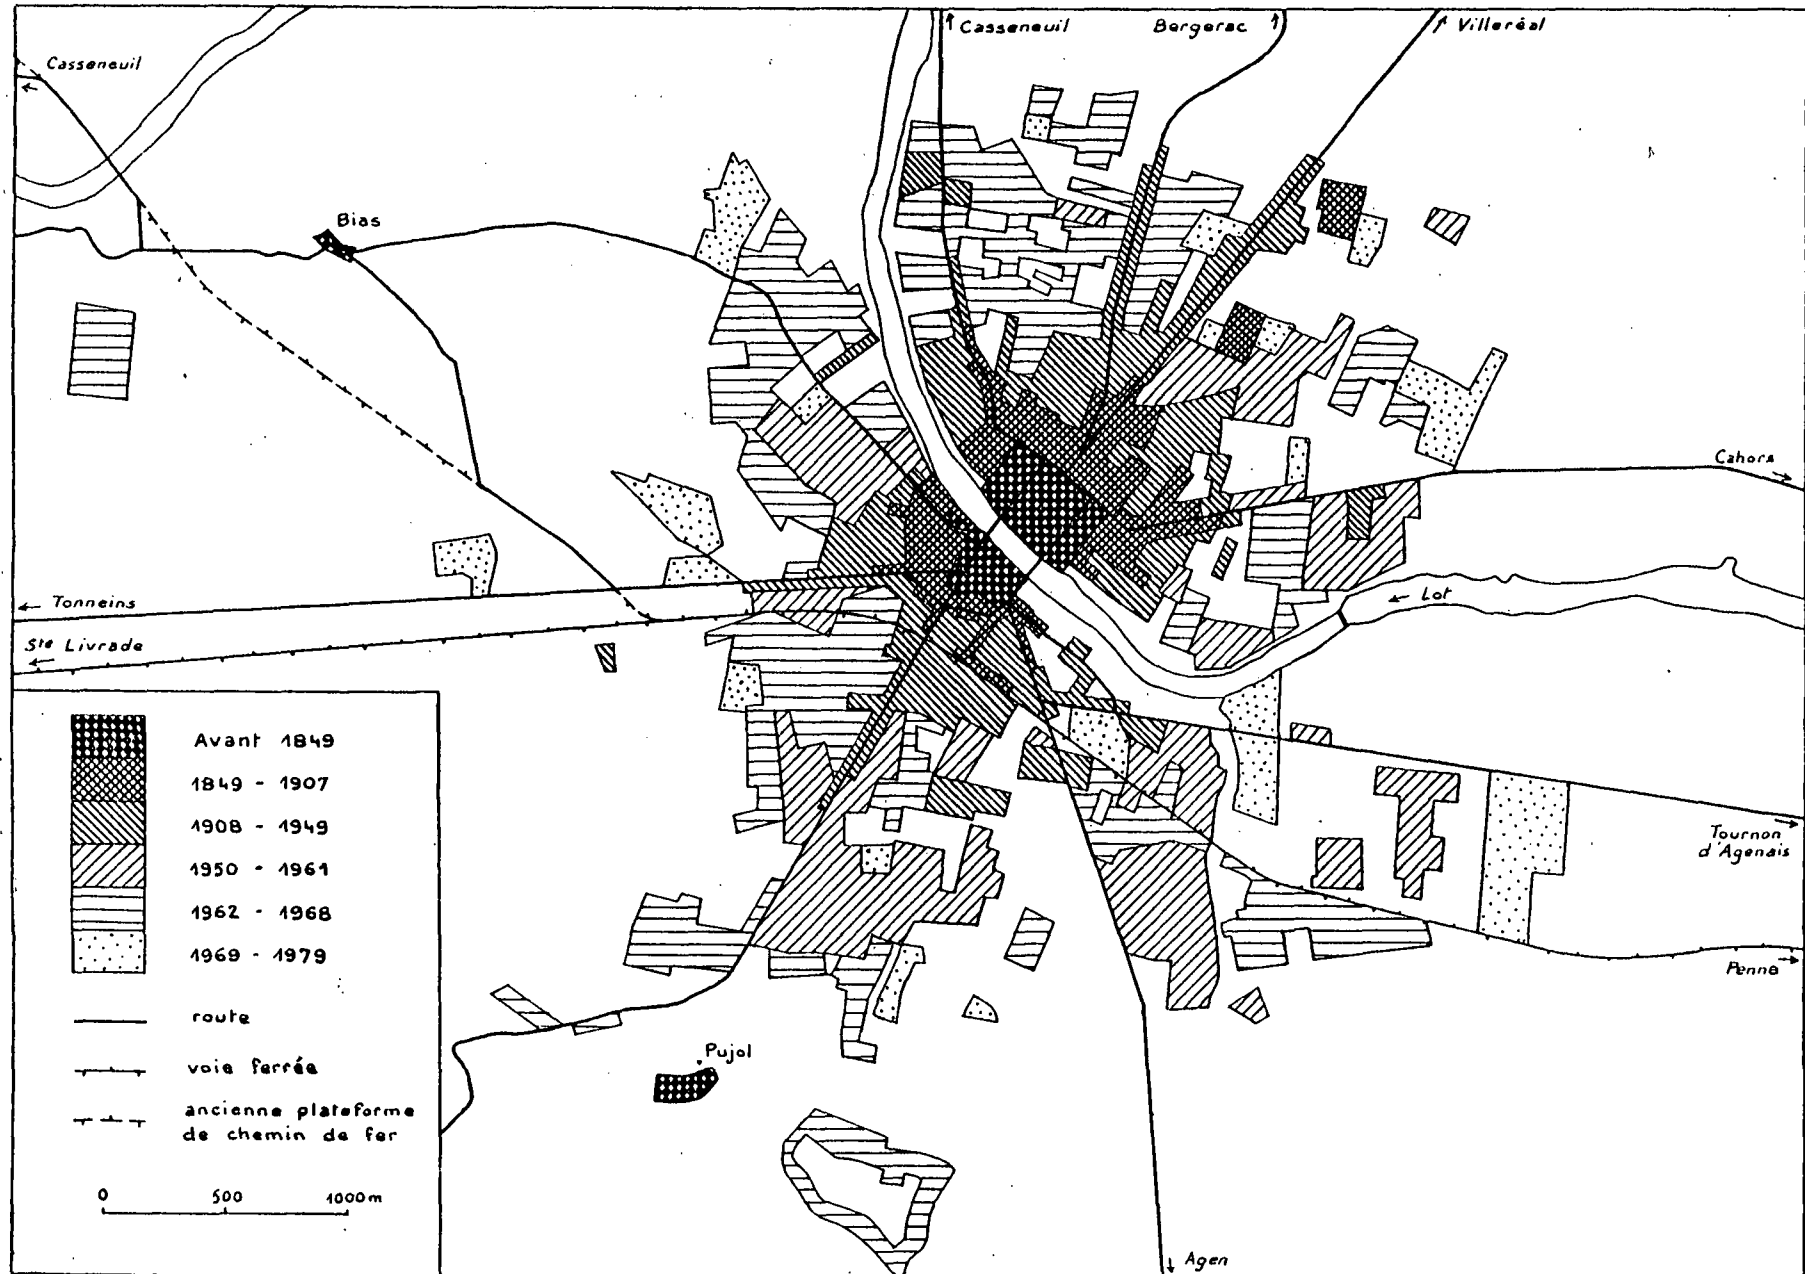 Casseneuil
Bergerac
Villeréal
Casseneuil
Bias
Cahors
Lot
Tonneins
Ste Livrade
Avant 1849
1849 - 1907
1908 - 1949
1950 - 1961
1962 - 1968
1969 - 1979
route
voie ferrée
ancienne plateforme
de chemin de fer
0 500 1000m
Tournon
d'Agenais
Penne
Pujol
Agen